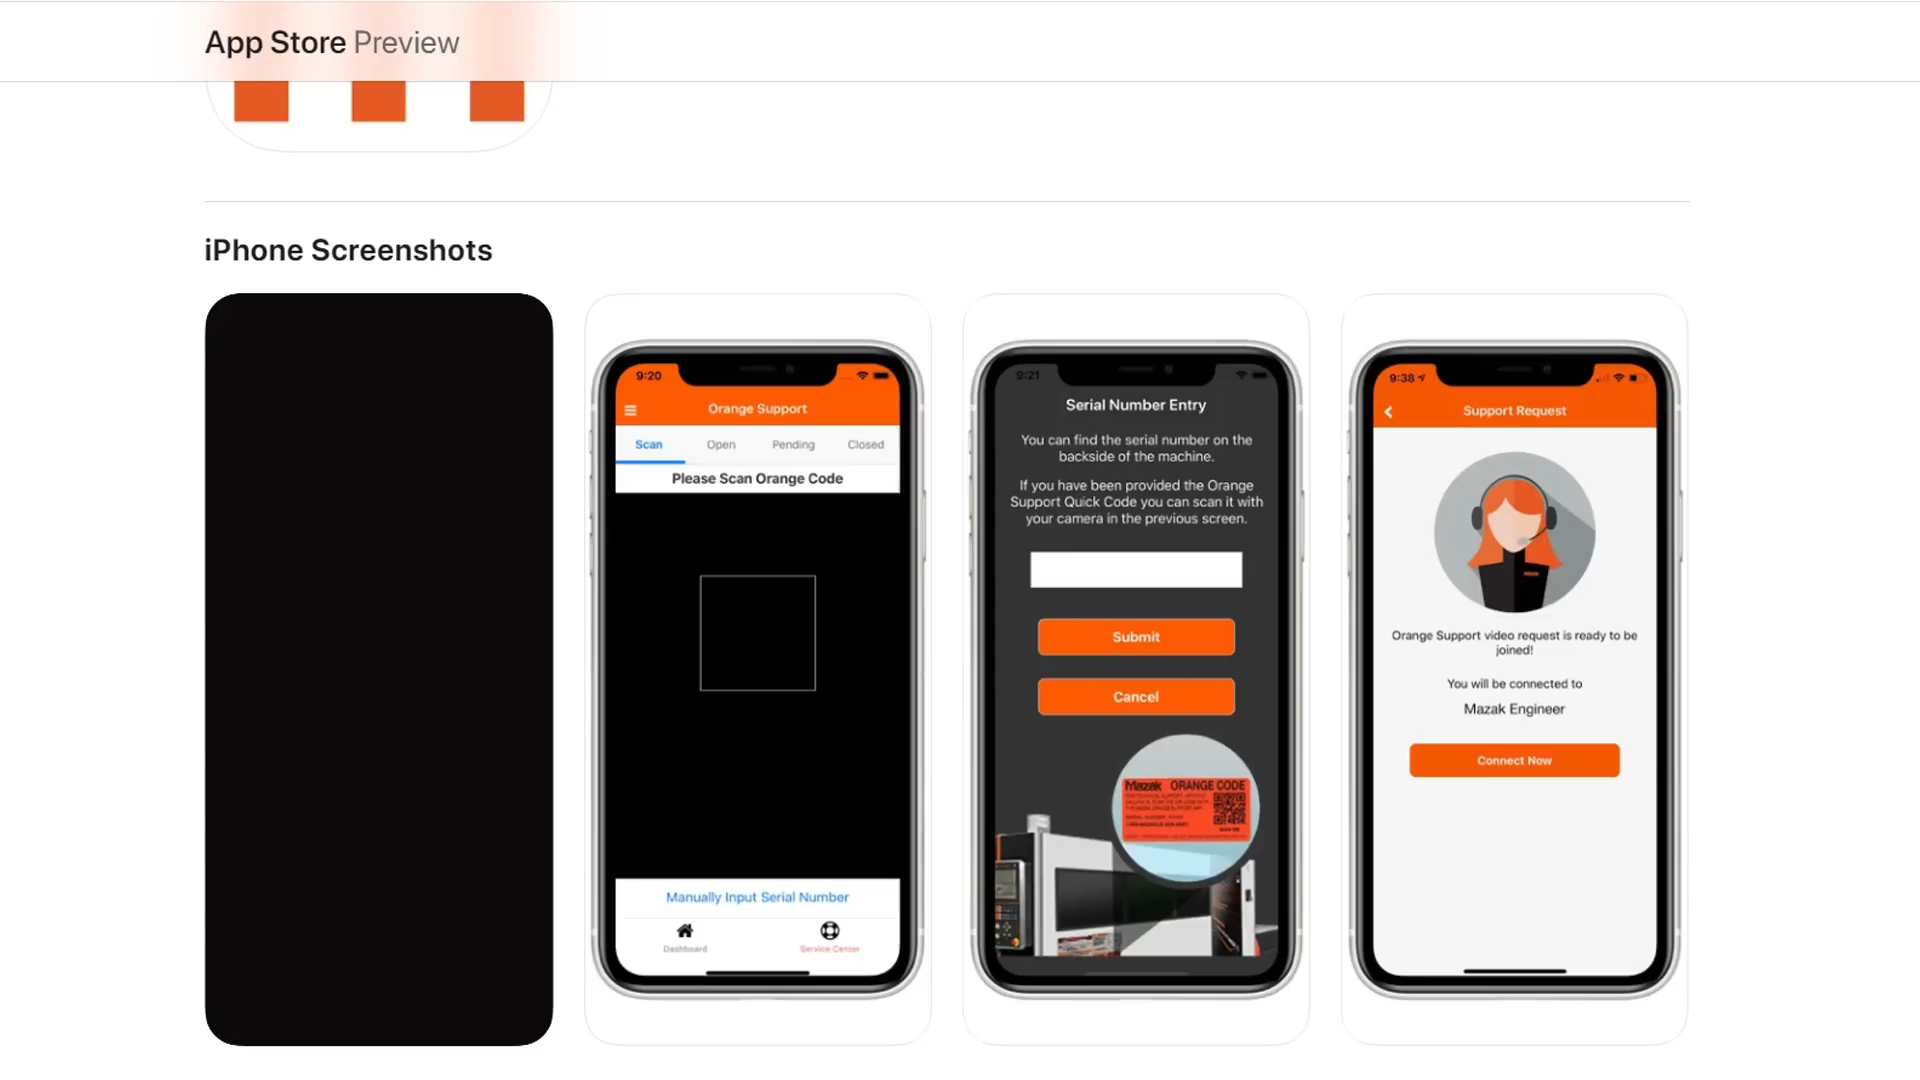 App Store Preview
iPhone Screenshots
9:20
Orange Support
Scan Open Pending Closed
Please Scan Orange Code
Manually Input Serial Number
Dashboard Service Center
9:21
Serial Number Entry
You can find the serial number on the
backside of the machine.
If you have been provided the Orange
Support Quick Code you can scan it with
your camera in the previous screen.
Submit
Cancel
Mazak ORANGE CODE
9:38
Support Request
Orange Support video request is ready to be
joined!
You will be connected to
Mazak Engineer
Connect Now